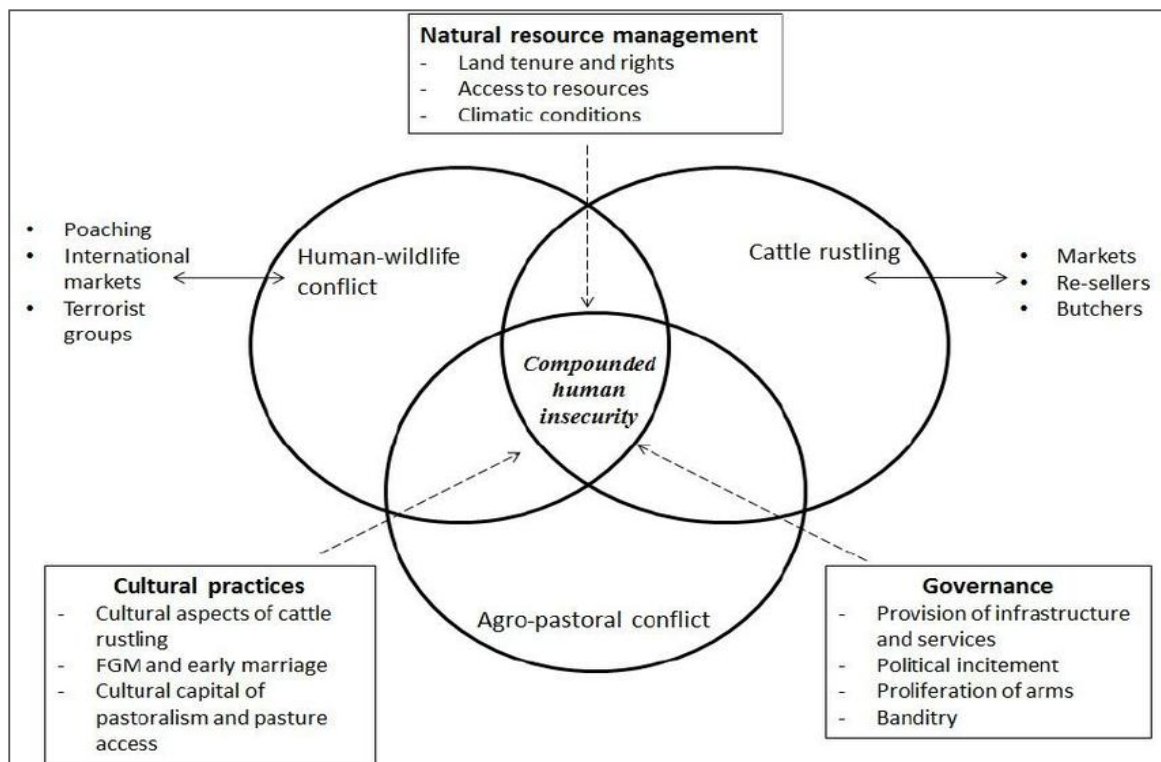 Natural resource management
- Land tenure and rights
- Access to resources
- Climatic conditions
• Poaching
• International
markets
• Terrorist
groups
Human-wildlife
conflict
Cattle rustling
• Markets
• Re-sellers
• Butchers
Compounded
human
insecurity
Agro-pastoral conflict
Cultural practices
- Cultural aspects of cattle
rustling
- FGM and early marriage
- Cultural capital of
pastoralism and pasture
access
Governance
- Provision of infrastructure
and services
- Political incitement
- Proliferation of arms
- Banditry